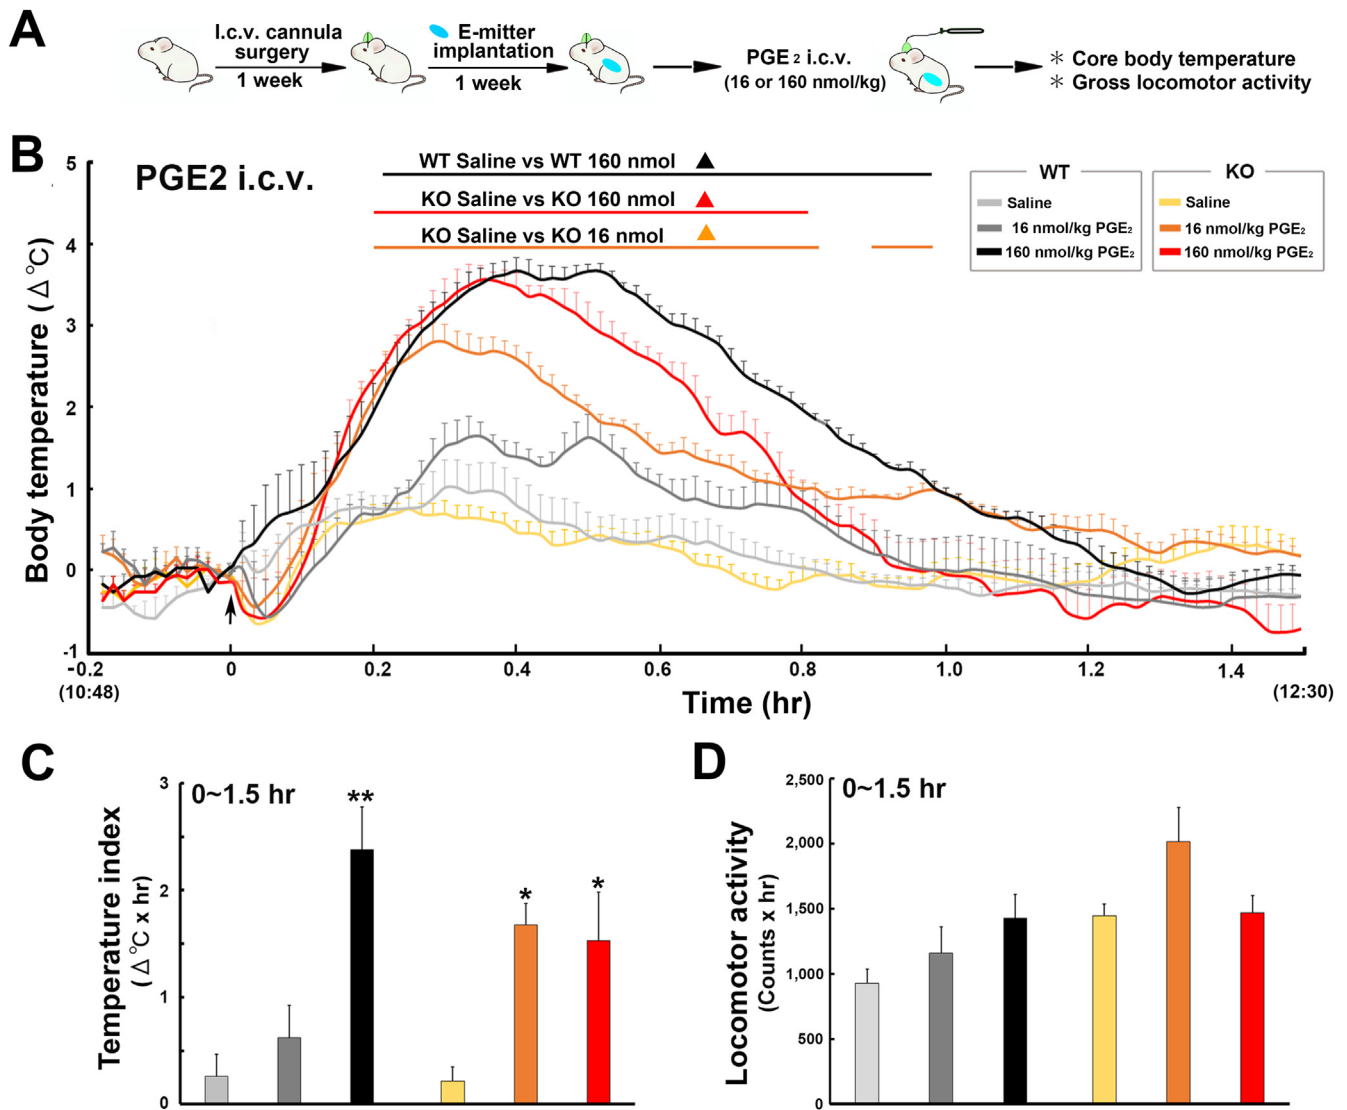 A
I.c.v. cannula
surgery
1 week
E-mitter
implantation
1 week
PGE₂ i.c.v.
(16 or 160 nmol/kg)
* Core body temperature
* Gross locomotor activity
B
PGE2 i.c.v.
WT Saline vs WT 160 nmol ▲
KO Saline vs KO 160 nmol ▲
KO Saline vs KO 16 nmol ▲
WT
Saline
16 nmol/kg PGE₂
160 nmol/kg PGE₂
KO
Saline
16 nmol/kg PGE₂
160 nmol/kg PGE₂
Body temperature (Δ℃)
5
4
3
2
1
0
-1
-0.2 0 0.2 0.4 0.6 0.8 1.0 1.2 1.4
(10:48) (12:30)
Time (hr)
C
0~1.5 hr
Temperature index
(Δ℃ x hr)
3
2
1
0
**
*
*
D
0~1.5 hr
Locomotor activity
(Counts x hr)
2,500
2,000
1,500
1,000
500
0